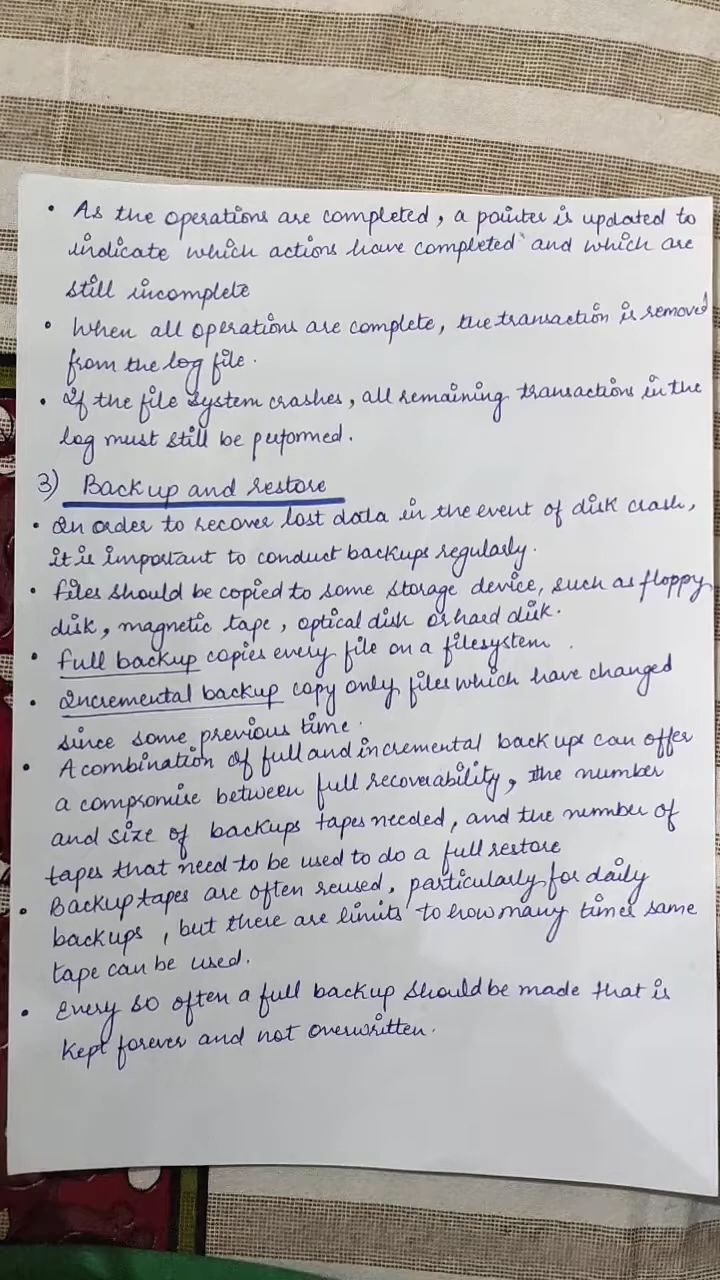 • As the operations are completed, a pointer is updated to
indicate which actions have completed and which are
still incomplete
• When all operations are complete, the transaction is removed
from the log file.
• If the file system crashes, all remaining transactions in the
log must still be performed.
3) Backup and restore
• In order to recover lost data in the event of disk crash,
it is important to conduct backups regularly.
• files should be copied to some storage device, such as floppy
disk, magnetic tape, optical disk or hard disk.
• full backup copies every file on a filesystem.
• Incremental backup copy only files which have changed
since some previous time.
• A combination of full and incremental backups can offer
a compromise between full recoverability, the number
and size of backups tapes needed, and the number of
tapes that need to be used to do a full restore
• Backup tapes are often reused, particularly for daily
backups, but there are limits to how many times same
tape can be used.
• Every so often a full backup should be made that is
kept forever and not overwritten.